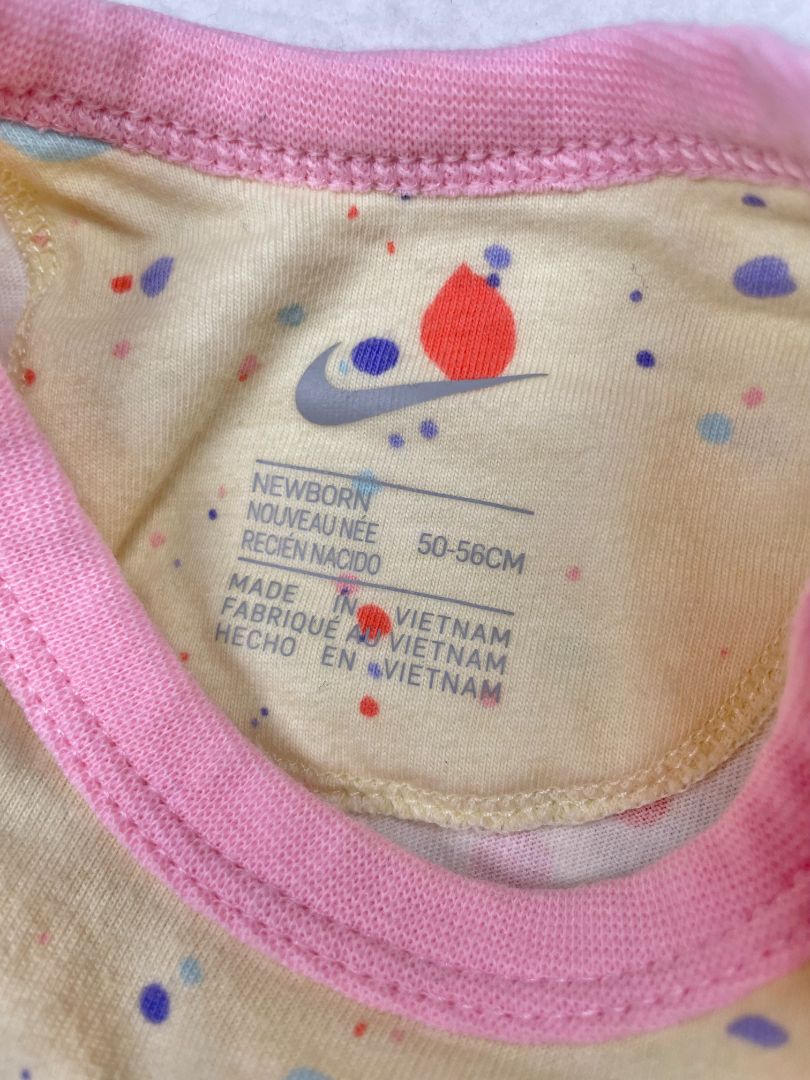 NEWBORN
NOUVEAU NÉE
RECIÉN NACIDO
50-56CM
MADE IN VIETNAM
FABRIQUÉ AU VIETNAM
HECHO EN VIETNAM